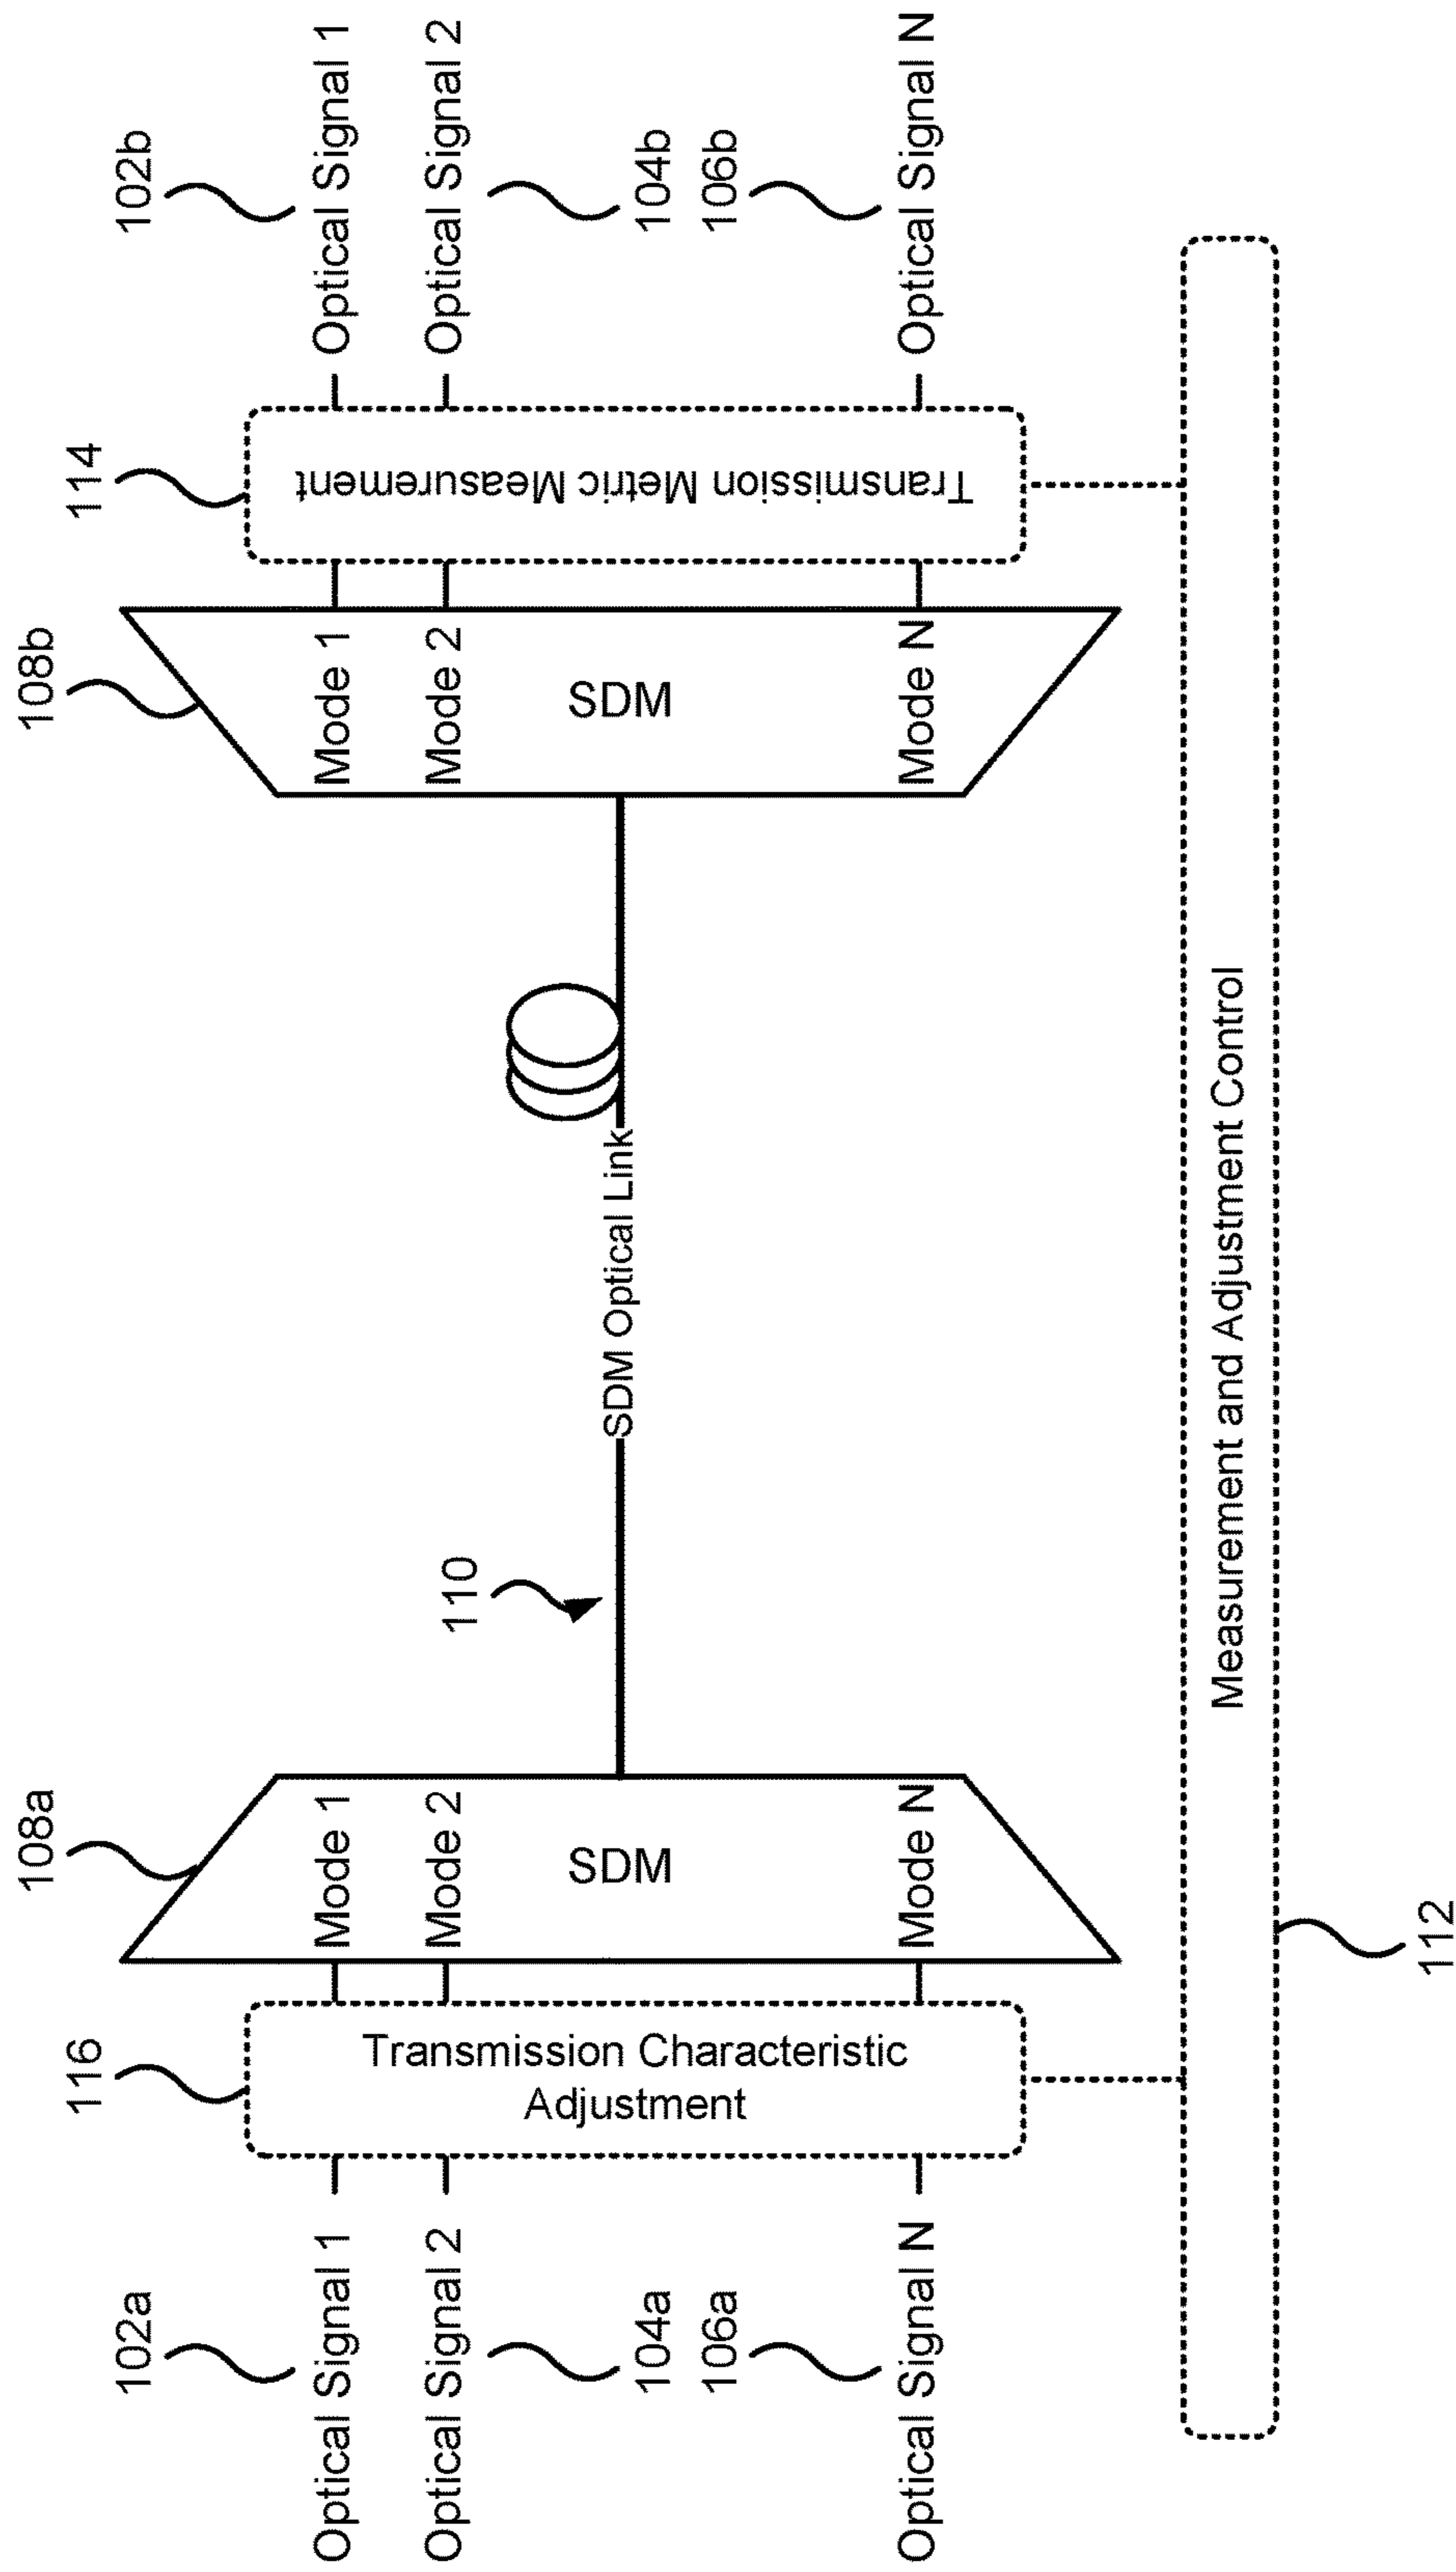 102a
Optical Signal 1
Optical Signal 2
104a
106a
Optical Signal N
116
Transmission Characteristic
Adjustment
108a
Mode 1
Mode 2
SDM
Mode N
110
SDM Optical Link
108b
Mode 1
Mode 2
SDM
Mode N
114
Transmission Metric Measurement
102b
Optical Signal 1
Optical Signal 2
104b
106b
Optical Signal N
Measurement and Adjustment Control
112